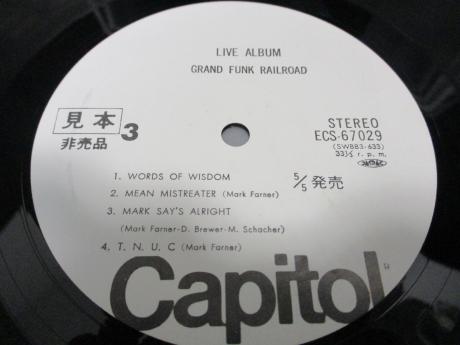 LIVE ALBUM
GRAND FUNK RAILROAD
見本
非売品
3
STEREO
ECS-67029
(SWBB3-633)
33⅓ r. p. m.
1. WORDS OF WISDOM
2. MEAN MISTREATER (Mark Farner)
3. MARK SAY'S ALRIGHT
(Mark Farner-D. Brewer-M. Schacher)
4. T. N. U. C (Mark Farner)
5/5 発売
Capitol